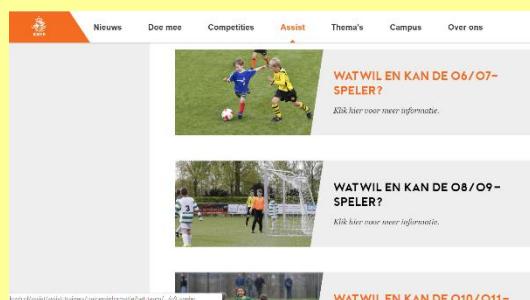 KNVB
Nieuws Doe mee Competities Assist Thema's Campus Over ons
WAT WIL EN KAN DE O6/O7-
SPELER?
Klik hier voor meer informatie.
WAT WIL EN KAN DE O8/O9-
SPELER?
Klik hier voor meer informatie.
WAT WIL EN KAN DE O10/O11-